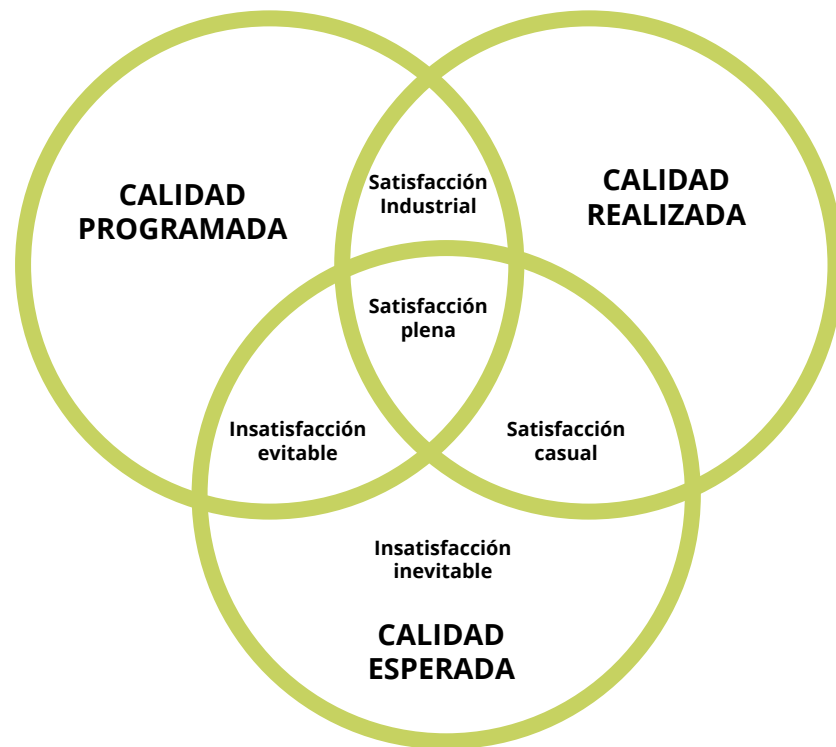 CALIDAD
PROGRAMADA
Satisfacción
Industrial
CALIDAD
REALIZADA
Satisfacción
plena
Insatisfacción
evitable
Satisfacción
casual
Insatisfacción
inevitable
CALIDAD
ESPERADA